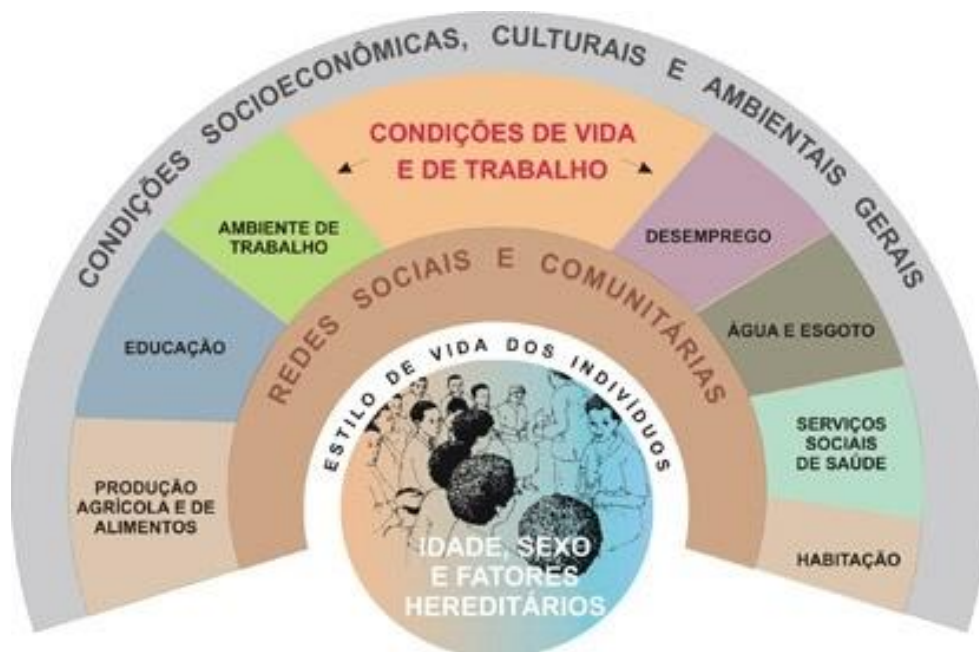 CONDIÇÕES SOCIOECONÔMICAS, CULTURAIS E AMBIENTAIS GERAIS
CONDIÇÕES DE VIDA
E DE TRABALHO
AMBIENTE DE
TRABALHO
DESEMPREGO
EDUCAÇÃO
ÁGUA E ESGOTO
PRODUÇÃO
AGRÍCOLA E DE
ALIMENTOS
SERVIÇOS
SOCIAIS
DE SAÚDE
HABITAÇÃO
REDES SOCIAIS E COMUNITÁRIAS
ESTILO DE VIDA DOS INDIVÍDUOS
IDADE, SEXO
E FATORES
HEREDITÁRIOS